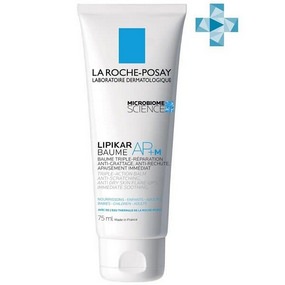 LA ROCHE-POSAY
LABORATOIRE DERMATOLOGIQUE
MICROBIOME
SCIENCE
LIPIKAR
BAUME AP+M
BAUME TRIPLE-RÉPARATION
ANTI-GRATTAGE, ANTI-RECHUTE
APAISEMENT IMMÉDIAT
TRIPLE-ACTION BALM
ANTI-SCRATCHING
ANTI DRY SKIN FLARE-UPS
IMMEDIATE SOOTHING
75 ml